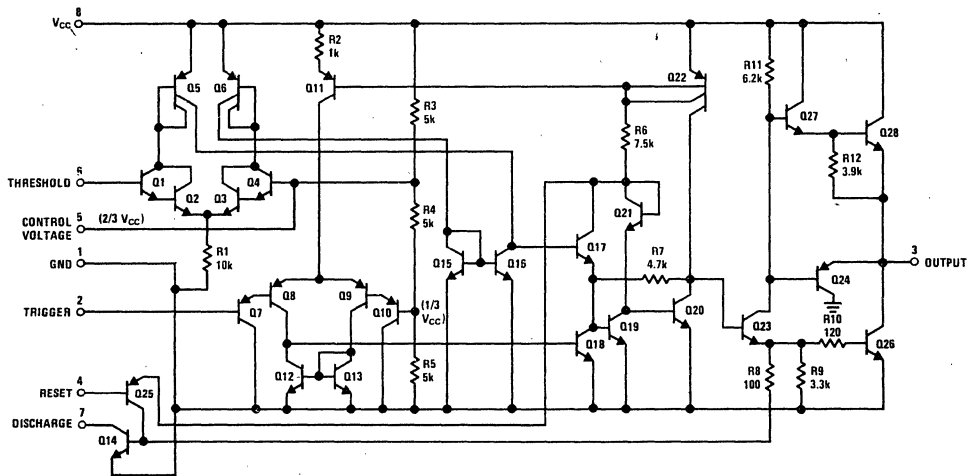 8
VCC
R2
1k
R11
6.2k
Q22
Q5
Q6
Q11
Q27
Q28
R3
5k
R6
7.5k
R12
3.9k
6
THRESHOLD
Q1
Q2
Q3
Q4
5
CONTROL VOLTAGE
(2/3 VCC)
R4
5k
Q21
Q17
R7
4.7k
1
GND
R1
10k
Q15
Q16
3
OUTPUT
Q24
2
TRIGGER
Q7
Q8
Q9
Q10
(1/3
VCC)
Q18
Q19
Q20
Q23
R10
120
Q26
Q12
Q13
R5
5k
R8
100
R9
3.3k
4
RESET
Q25
7
DISCHARGE
Q14